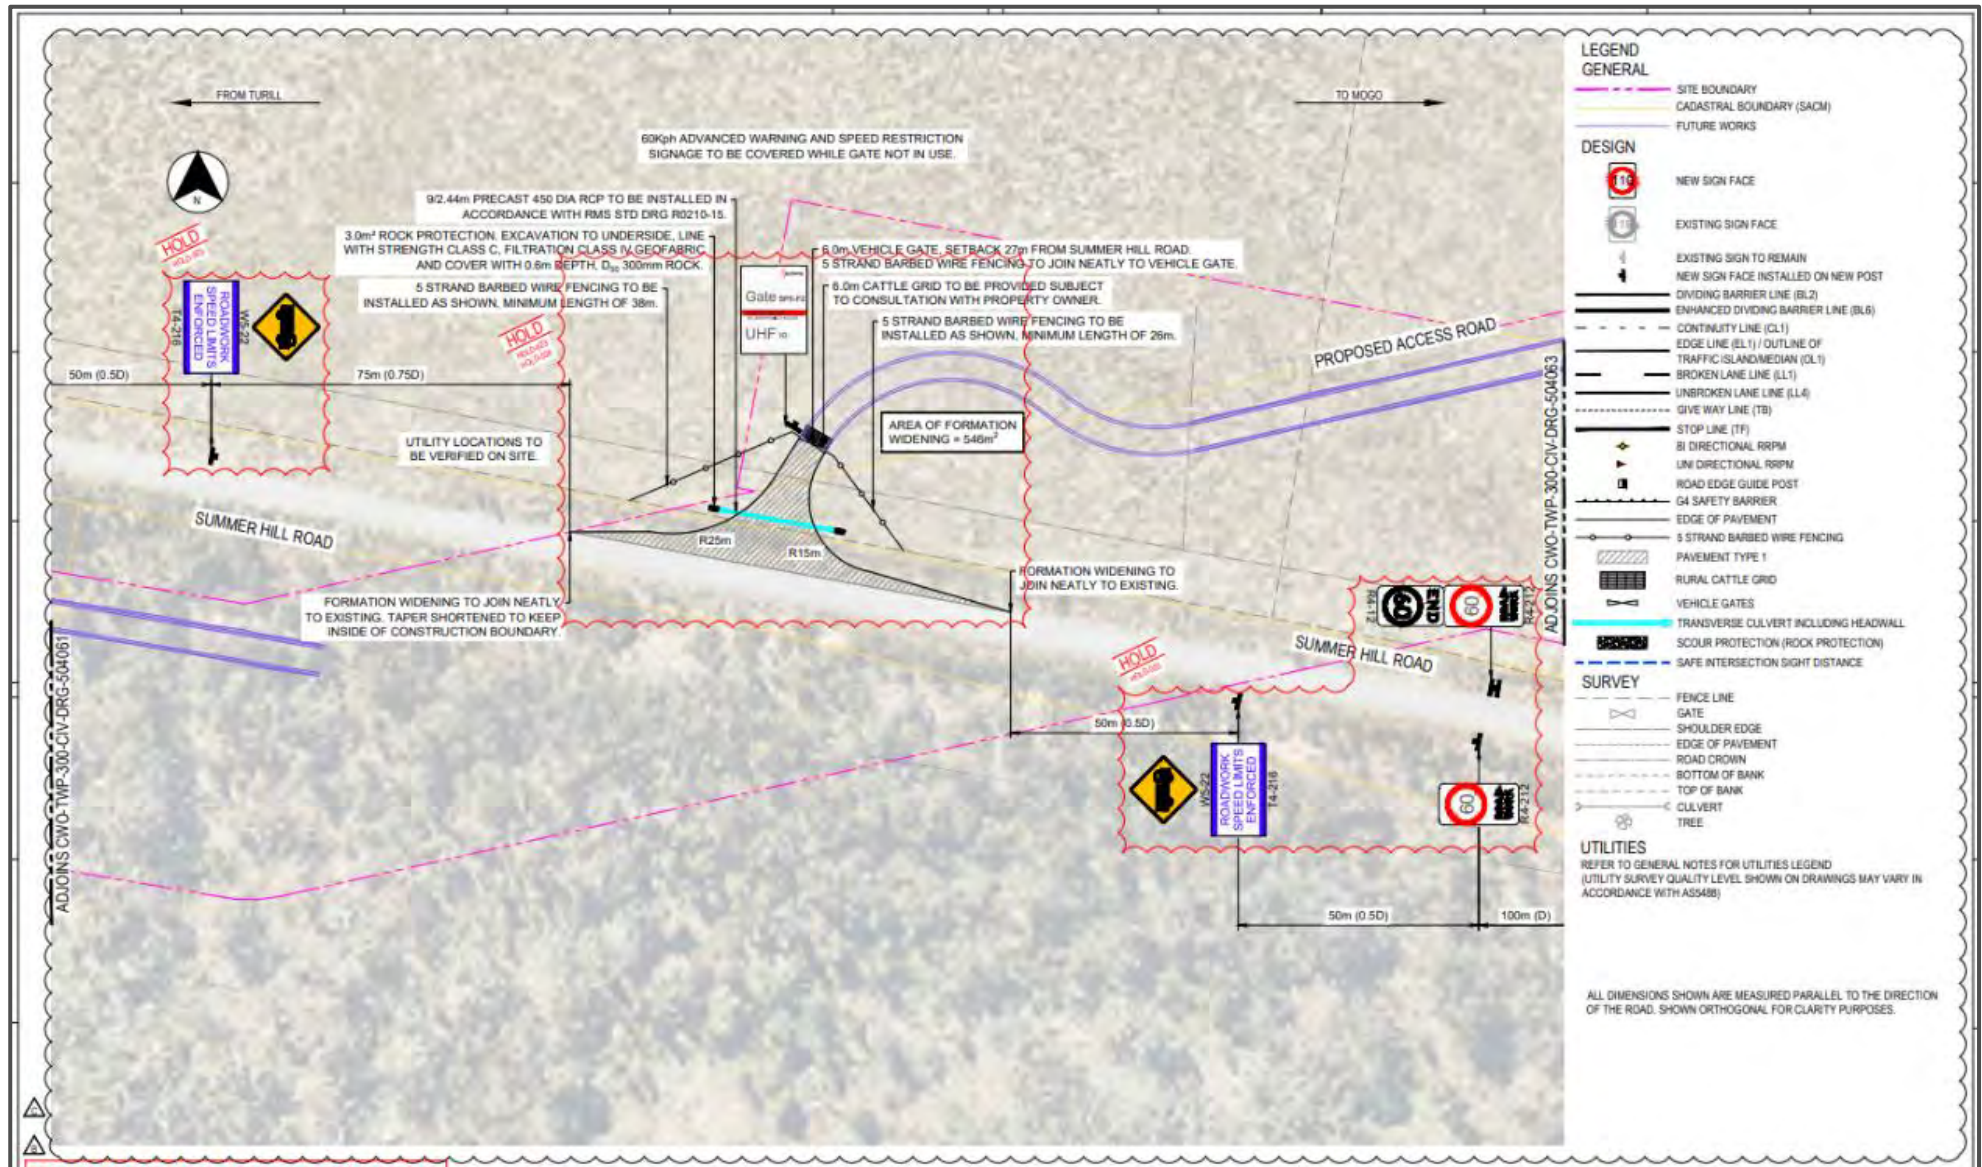 FROM TURILL
TO MOGO
N
60Kph ADVANCED WARNING AND SPEED RESTRICTION
SIGNAGE TO BE COVERED WHILE GATE NOT IN USE.
9/2.44m PRECAST 450 DIA RCP TO BE INSTALLED IN
ACCORDANCE WITH RMS STD DRG R0210-15.
3.0m² ROCK PROTECTION. EXCAVATION TO UNDERSIDE, LINE
WITH STRENGTH CLASS C, FILTRATION CLASS IV GEOFABRIC
AND COVER WITH 0.6m DEPTH, D50 300mm ROCK.
5 STRAND BARBED WIRE FENCING TO BE
INSTALLED AS SHOWN. MINIMUM LENGTH OF 38m.
6.0m VEHICLE GATE, SETBACK 27m FROM SUMMER HILL ROAD.
5 STRAND BARBED WIRE FENCING TO JOIN NEATLY TO VEHICLE GATE.
6.0m CATTLE GRID TO BE PROVIDED SUBJECT
TO CONSULTATION WITH PROPERTY OWNER.
5 STRAND BARBED WIRE FENCING TO BE
INSTALLED AS SHOWN. MINIMUM LENGTH OF 26m.
Gate
UHF
HOLD
HOLD
HOLD
T4-216
ROADWORK
SPEED LIMITS
ENFORCED
W5-22
50m (0.5D)
75m (0.75D)
PROPOSED ACCESS ROAD
AREA OF FORMATION
WIDENING = 546m²
UTILITY LOCATIONS TO
BE VERIFIED ON SITE.
SUMMER HILL ROAD
R25m
R15m
FORMATION WIDENING TO
JOIN NEATLY TO EXISTING.
FORMATION WIDENING TO JOIN NEATLY
TO EXISTING. TAPER SHORTENED TO KEEP
INSIDE OF CONSTRUCTION BOUNDARY.
ADJOINS CWO-TWP-300-CIV-DRG-504061
ADJOINS CWO-TWP-300-CIV-DRG-504063
R4-12
60
END
60
R4-212
SUMMER HILL ROAD
50m (0.5D)
W5-22
ROADWORK
SPEED LIMITS
ENFORCED
T4-216
60
R4-212
50m (0.5D)
100m (D)
LEGEND
GENERAL
SITE BOUNDARY
CADASTRAL BOUNDARY (SACM)
FUTURE WORKS
DESIGN
110
NEW SIGN FACE
EXISTING SIGN FACE
EXISTING SIGN TO REMAIN
NEW SIGN FACE INSTALLED ON NEW POST
DIVIDING BARRIER LINE (BL2)
ENHANCED DIVIDING BARRIER LINE (BL6)
CONTINUITY LINE (CL1)
EDGE LINE (EL1) / OUTLINE OF
TRAFFIC ISLAND/MEDIAN (OL1)
BROKEN LANE LINE (LL1)
UNBROKEN LANE LINE (LL4)
GIVE WAY LINE (TB)
STOP LINE (TF)
BI DIRECTIONAL RRPM
UNI DIRECTIONAL RRPM
ROAD EDGE GUIDE POST
G4 SAFETY BARRIER
EDGE OF PAVEMENT
5 STRAND BARBED WIRE FENCING
PAVEMENT TYPE 1
RURAL CATTLE GRID
VEHICLE GATES
TRANSVERSE CULVERT INCLUDING HEADWALL
SCOUR PROTECTION (ROCK PROTECTION)
SAFE INTERSECTION SIGHT DISTANCE
SURVEY
FENCE LINE
GATE
SHOULDER EDGE
EDGE OF PAVEMENT
ROAD CROWN
BOTTOM OF BANK
TOP OF BANK
CULVERT
TREE
UTILITIES
REFER TO GENERAL NOTES FOR UTILITIES LEGEND
(UTILITY SURVEY QUALITY LEVEL SHOWN ON DRAWINGS MAY VARY IN
ACCORDANCE WITH AS5488)
ALL DIMENSIONS SHOWN ARE MEASURED PARALLEL TO THE DIRECTION
OF THE ROAD. SHOWN ORTHOGONAL FOR CLARITY PURPOSES.